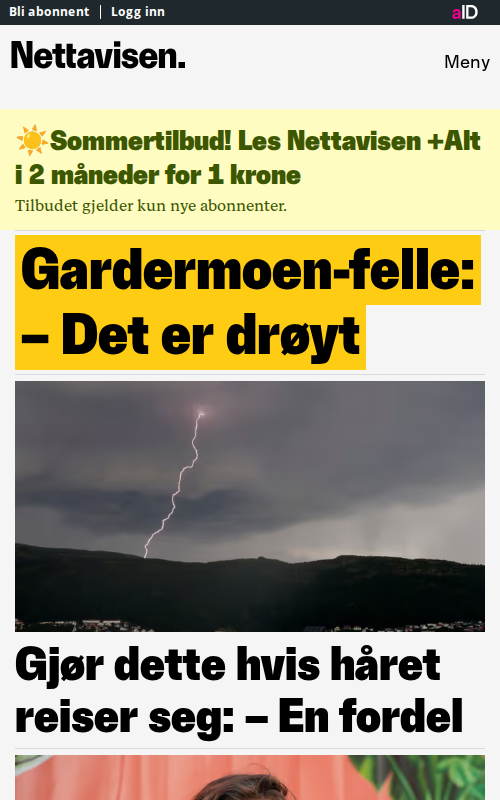 Bli abonnent
Logg inn
aID
Nettavisen.
Meny
Sommertilbud! Les Nettavisen +Alt
i 2 måneder for 1 krone
Tilbudet gjelder kun nye abonnenter.
Gardermoen-felle:
– Det er drøyt
Gjør dette hvis håret
reiser seg: – En fordel